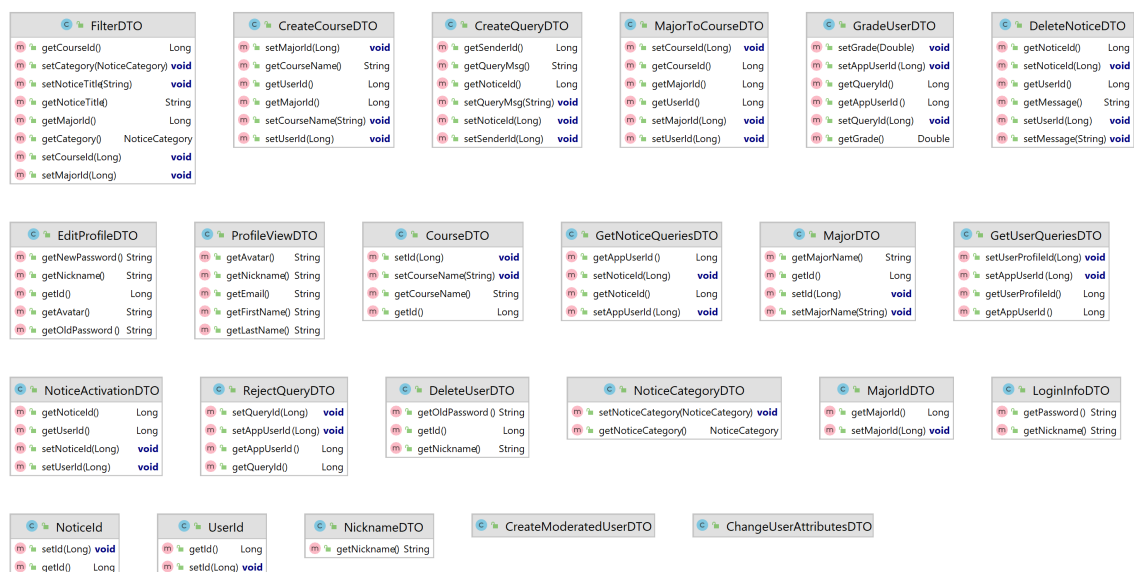 FilterDTO
getCourseId() Long
setCategory(NoticeCategory) void
setNoticeTitle(String) void
getNoticeTitle() String
getMajorId() Long
getCategory() NoticeCategory
setCourseId(Long) void
setMajorId(Long) void
CreateCourseDTO
setMajorId(Long) void
getCourseName() String
getUserId() Long
getMajorId() Long
setCourseName(String) void
setUserId(Long) void
CreateQueryDTO
getSenderId() Long
getQueryMsg() String
getNoticeId() Long
setQueryMsg(String) void
setNoticeId(Long) void
setSenderId(Long) void
MajorToCourseDTO
setCourseId(Long) void
getCourseId() Long
getMajorId() Long
getUserId() Long
setMajorId(Long) void
setUserId(Long) void
GradeUserDTO
setGrade(Double) void
setAppUserId(Long) void
getQueryId() Long
getAppUserId() Long
setQueryId(Long) void
getGrade() Double
DeleteNoticeDTO
getNoticeId() Long
setNoticeId(Long) void
getUserId() Long
getMessage() String
setUserId(Long) void
setMessage(String) void
EditProfileDTO
getNewPassword() String
getNickname() String
getId() Long
getAvatar() String
getOldPassword() String
ProfileViewDTO
getAvatar() String
getNickname() String
getEmail() String
getFirstName() String
getLastName() String
CourseDTO
setId(Long) void
setCourseName(String) void
getCourseName() String
getId() Long
GetNoticeQueriesDTO
getAppUserId() Long
setNoticeId(Long) void
getNoticeId() Long
setAppUserId(Long) void
MajorDTO
getMajorName() String
getId() Long
setId(Long) void
setMajorName(String) void
GetUserQueriesDTO
setUserProfileId(Long) void
setAppUserId(Long) void
getUserProfileId() Long
getAppUserId() Long
NoticeActivationDTO
getNoticeId() Long
getUserId() Long
setNoticeId(Long) void
setUserId(Long) void
RejectQueryDTO
setQueryId(Long) void
setAppUserId(Long) void
getAppUserId() Long
getQueryId() Long
DeleteUserDTO
getOldPassword() String
getId() Long
getNickname() String
NoticeCategoryDTO
setNoticeCategory(NoticeCategory) void
getNoticeCategory() NoticeCategory
MajorIdDTO
getMajorId() Long
setMajorId(Long) void
LoginInfoDTO
getPassword() String
getNickname() String
NoticeId
setId(Long) void
getId() Long
UserId
getId() Long
setId(Long) void
NicknameDTO
getNickname() String
CreateModeratedUserDTO
ChangeUserAttributesDTO